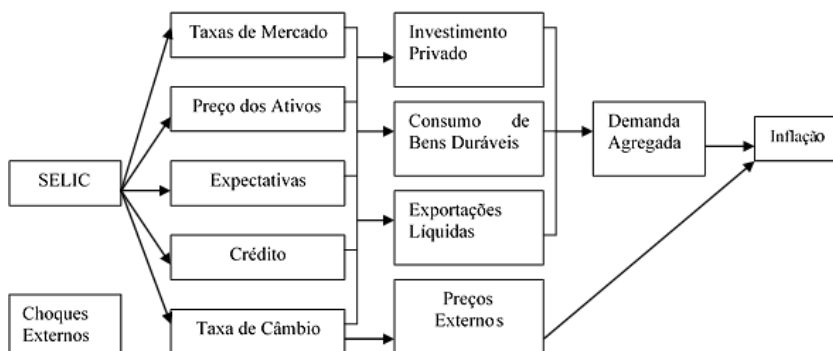 Taxas de Mercado
Preço dos Ativos
SELIC
Expectativas
Crédito
Choques
Externos
Taxa de Câmbio
Investimento
Privado
Consumo de
Bens Duráveis
Exportações
Líquidas
Preços
Externos
Demanda
Agregada
Inflação